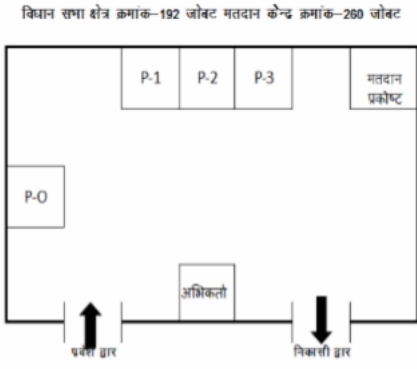 विधान सभा क्षेत्र क्रमांक–192 जोबट मतदान केन्द्र क्रमांक–260 जोबट
P-1 P-2 P-3 मतदान
प्रकोष्ट
P-O
अभिकर्ता
प्रवेश द्वार निकासी द्वार